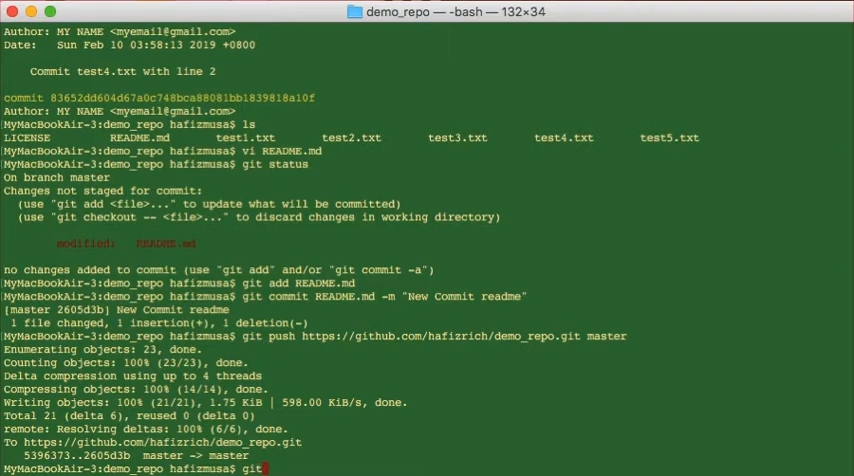 demo_repo — -bash — 132×34
Author: MY NAME <myemail@gmail.com>
Date:   Sun Feb 10 03:58:13 2019 +0800
    Commit test4.txt with line 2
commit 83652dd604d67a0c748bca88081bb1839818a10f
Author: MY NAME <myemail@gmail.com>
[MyMacBookAir-3:demo_repo hafizmusa$ ls
LICENSE         README.md       test1.txt       test2.txt       test3.txt       test4.txt       test5.txt
[MyMacBookAir-3:demo_repo hafizmusa$ vi README.md
[MyMacBookAir-3:demo_repo hafizmusa$ git status
On branch master
Changes not staged for commit:
  (use "git add <file>..." to update what will be committed)
  (use "git checkout -- <file>..." to discard changes in working directory)
        modified:   README.md
no changes added to commit (use "git add" and/or "git commit -a")
[MyMacBookAir-3:demo_repo hafizmusa$ git add README.md
[MyMacBookAir-3:demo_repo hafizmusa$ git commit README.md -m "New Commit readme"
[master 2605d3b] New Commit readme
 1 file changed, 1 insertion(+), 1 deletion(-)
[MyMacBookAir-3:demo_repo hafizmusa$ git push https://github.com/hafizrich/demo_repo.git master
Enumerating objects: 23, done.
Counting objects: 100% (23/23), done.
Delta compression using up to 4 threads
Compressing objects: 100% (14/14), done.
Writing objects: 100% (21/21), 1.75 KiB | 598.00 KiB/s, done.
Total 21 (delta 6), reused 0 (delta 0)
remote: Resolving deltas: 100% (6/6), done.
To https://github.com/hafizrich/demo_repo.git
   5396373..2605d3b  master -> master
MyMacBookAir-3:demo_repo hafizmusa$ git